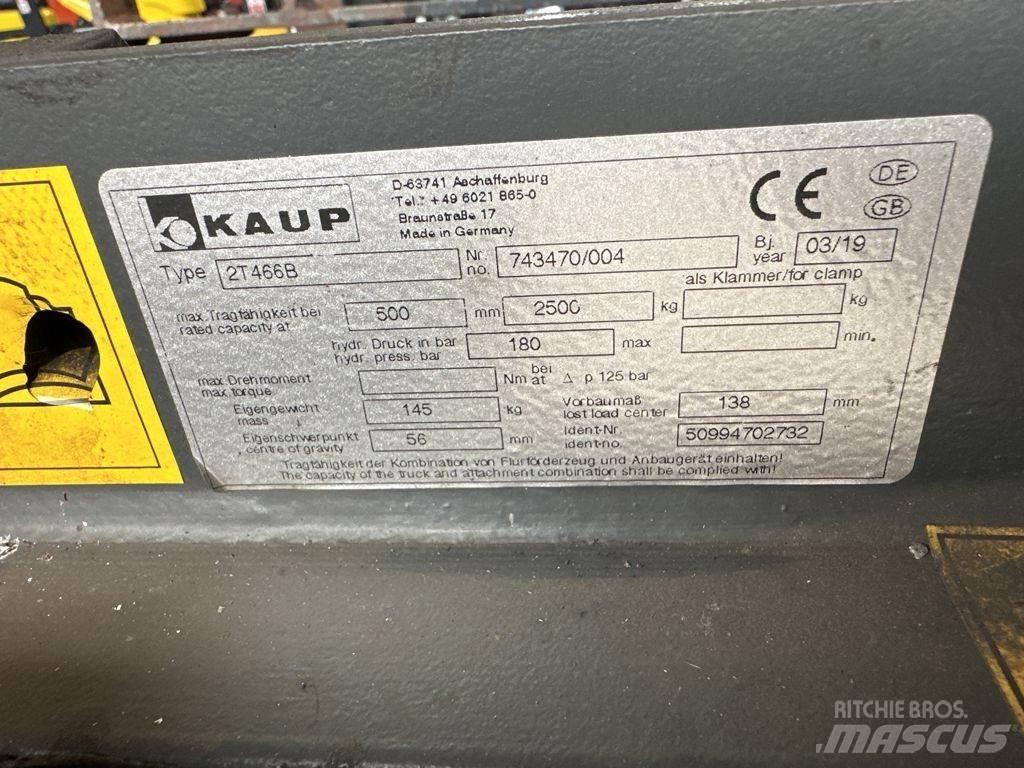 KAUP
D-63741 Aschaffenburg
Tel.: +49 6021 865-0
Braunstraße 17
Made in Germany
CE
DE
GB
Type 2T466B
Nr no. 743470/004
Bj. year 03/19
als Klammer/for clamp
max. Tragfähigkeit bei 500 mm 2500 kg kg
rated capacity at
hydr. Druck in bar 180 max min.
hydr. press. bar
max. Drehmoment Nm bei Δ p 125 bar
max. torque at
Eigengewicht 145 kg Vorbaumaß 138 mm
mass lost load center
Eigenschwerpunkt 56 mm Ident-Nr. 50994702732
centre of gravity ident-no.
Tragfähigkeit der Kombination von Flurförderzeug und Anbaugerät einhalten!
The capacity of the truck and attachment combination shall be complied with!
RITCHIE BROS.
MASCUS